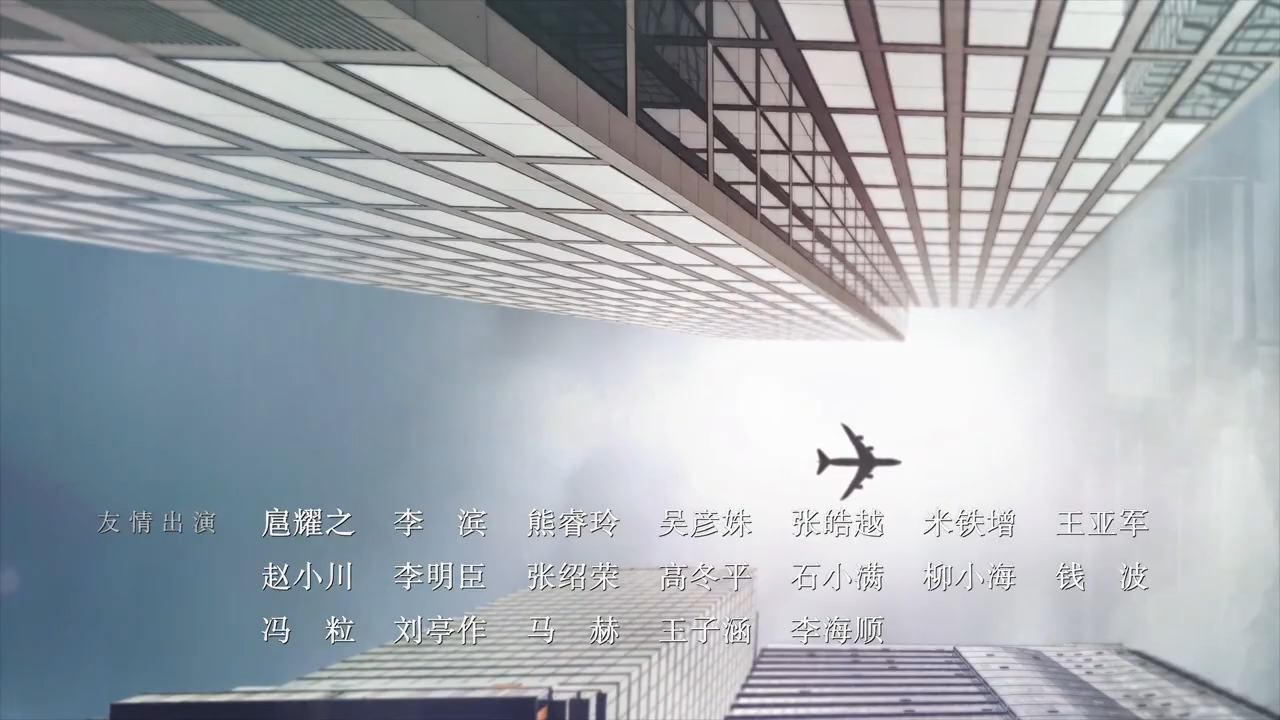 友情出演 扈耀之 李 滨 熊睿玲 吴彦姝 张皓越 米铁增 王亚军
赵小川 李明臣 张绍荣 高冬平 石小满 柳小海 钱 波
冯 粒 刘亭作 马 赫 王子涵 李海顺